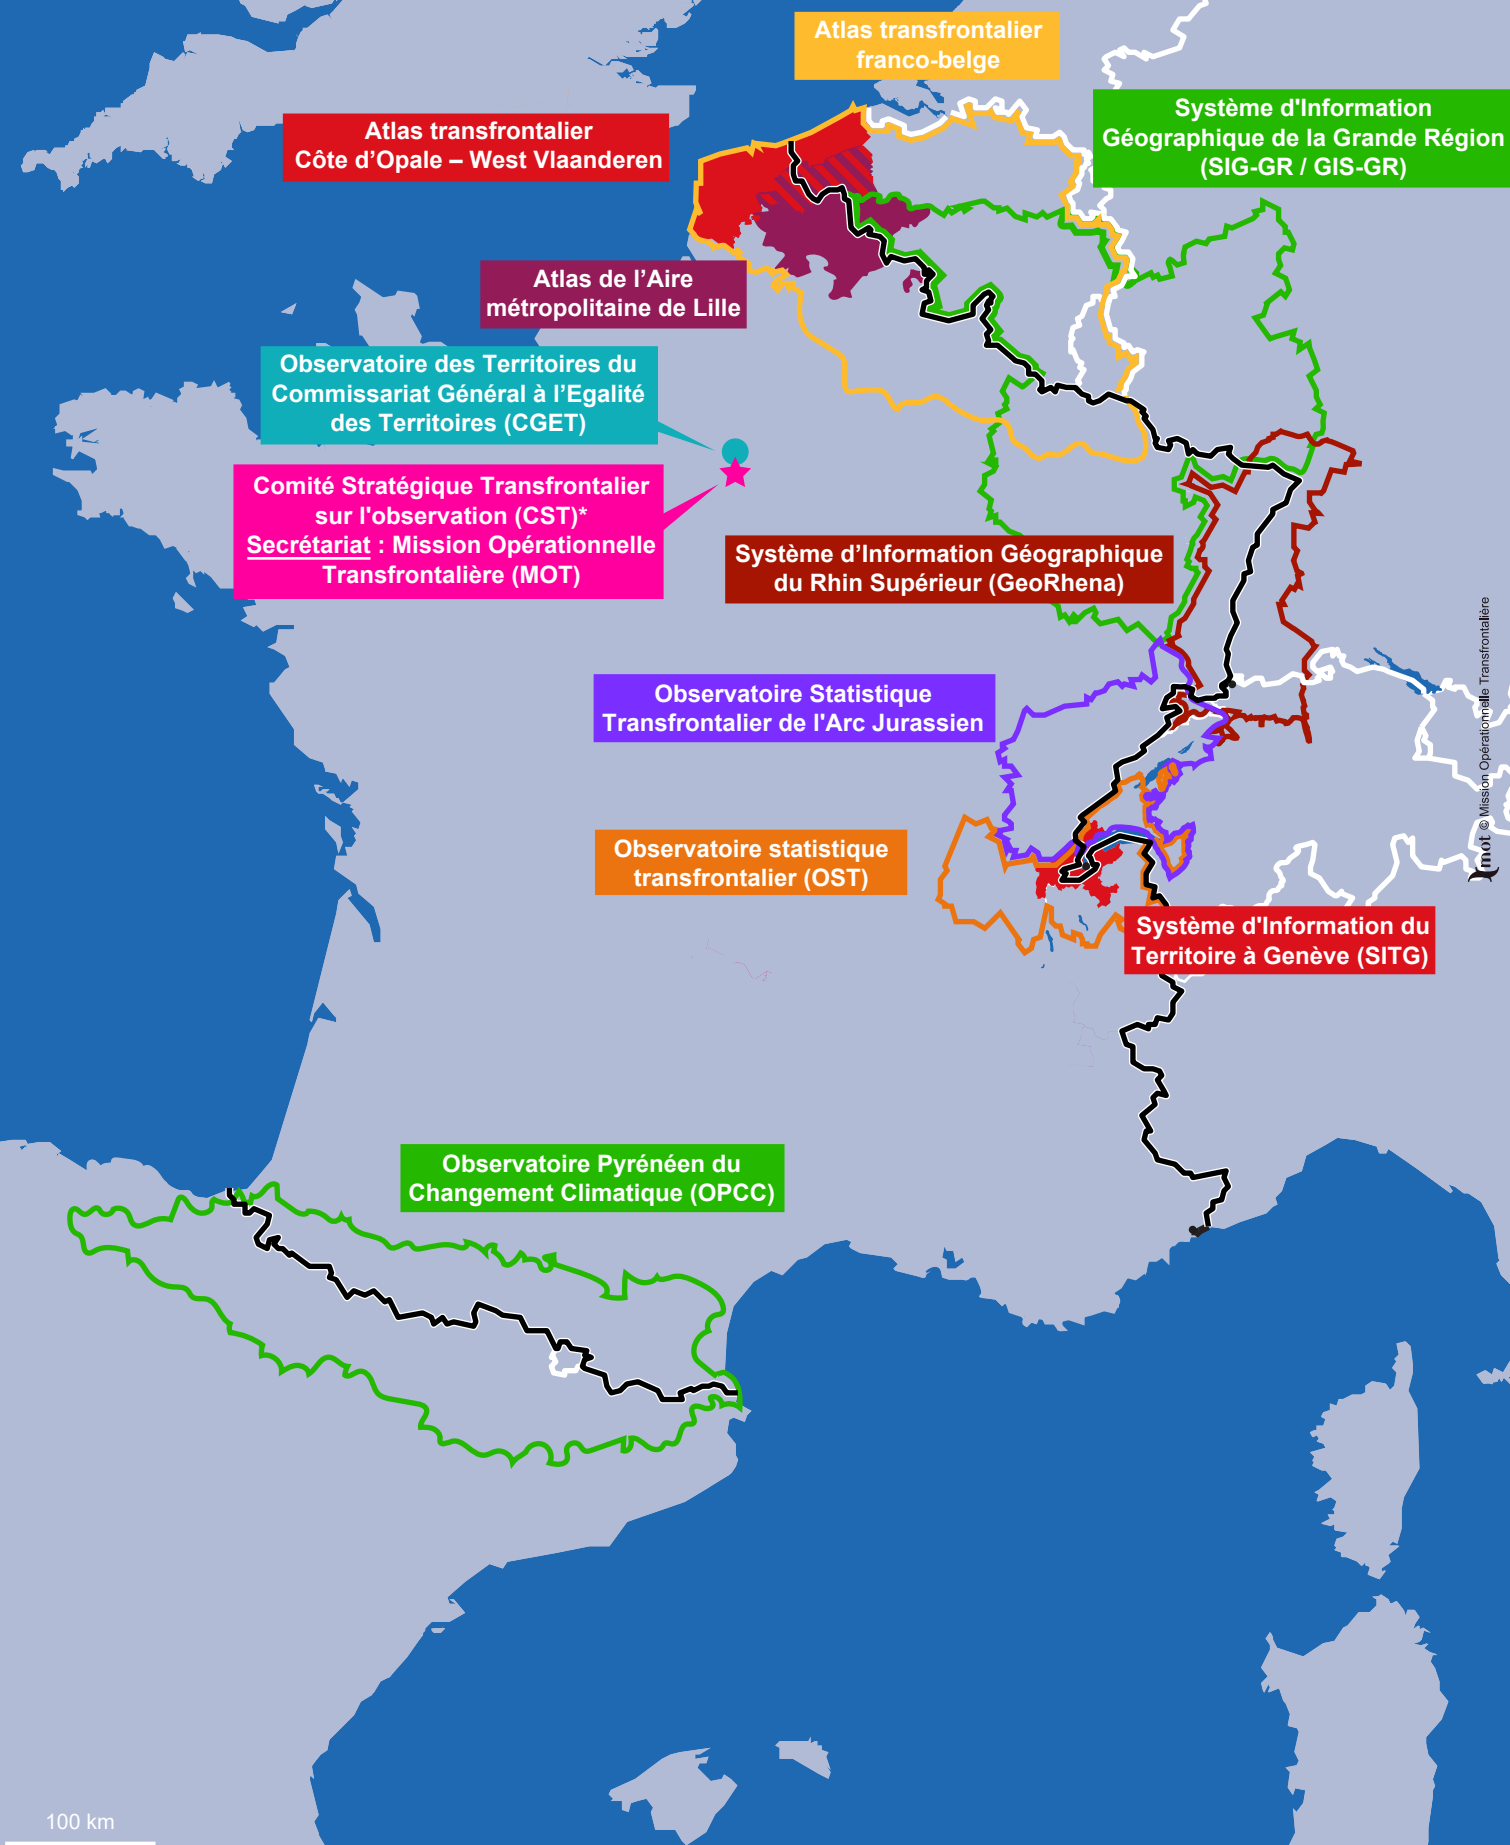 Atlas transfrontalier
franco-belge
Système d'Information
Géographique de la Grande Région
(SIG-GR / GIS-GR)
Atlas transfrontalier
Côte d’Opale – West Vlaanderen
Atlas de l’Aire
métropolitaine de Lille
Observatoire des Territoires du
Commissariat Général à l’Egalité
des Territoires (CGET)
Comité Stratégique Transfrontalier
sur l'observation (CST)*
Secrétariat : Mission Opérationnelle
Transfrontalière (MOT)
Système d’Information Géographique
du Rhin Supérieur (GeoRhena)
Observatoire Statistique
Transfrontalier de l'Arc Jurassien
Observatoire statistique
transfrontalier (OST)
Système d'Information du
Territoire à Genève (SITG)
mot © Mission Opérationnelle Transfrontalière
Observatoire Pyrénéen du
Changement Climatique (OPCC)
100 km